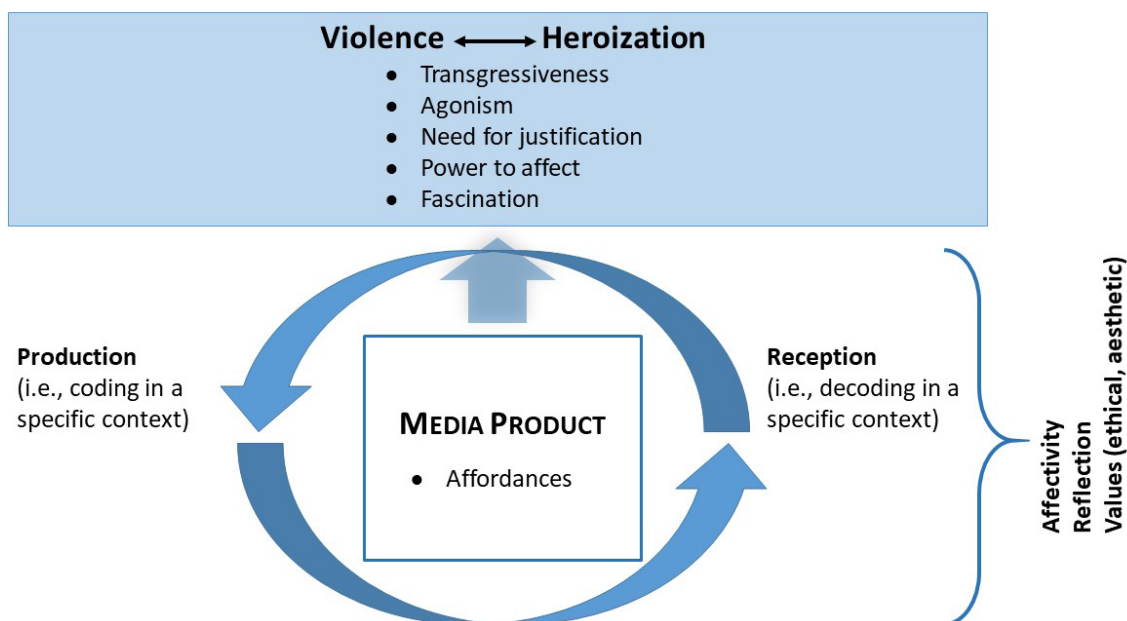 Violence ⟷ Heroization
● Transgressiveness
● Agonism
● Need for justification
● Power to affect
● Fascination
Production
(i.e., coding in a
specific context)
MEDIA PRODUCT
● Affordances
Reception
(i.e., decoding in a
specific context)
Affectivity
Reflection
Values (ethical, aesthetic)